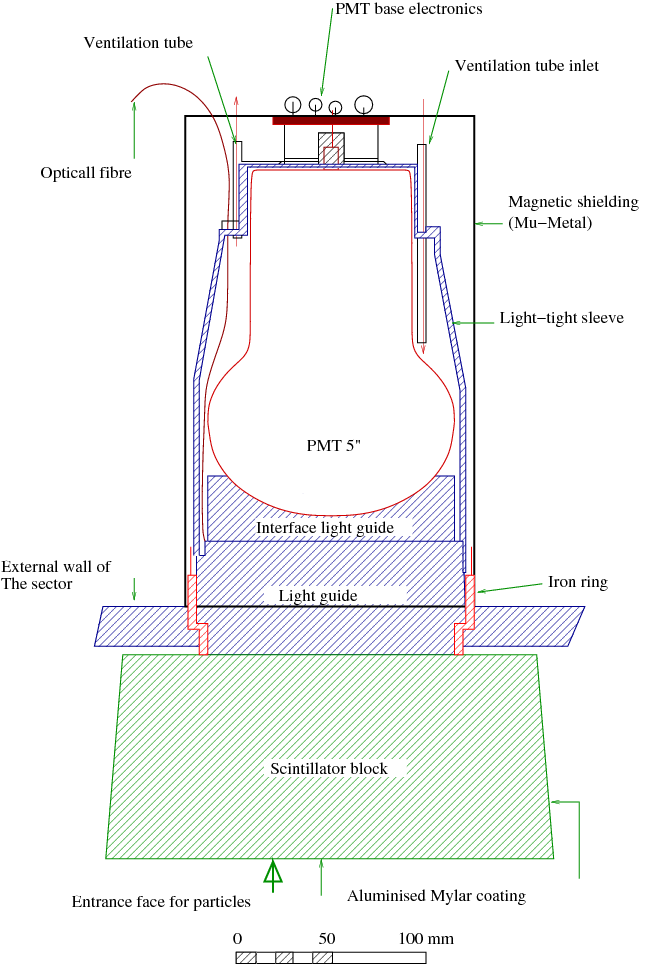 PMT base electronics
Ventilation tube
Ventilation tube inlet
Opticall fibre
Magnetic shielding
(Mu−Metal)
Light−tight sleeve
PMT 5"
Interface light guide
External wall of
The sector
Light guide
Iron ring
Scintillator block
Entrance face for particles
Aluminised Mylar coating
0 50 100 mm